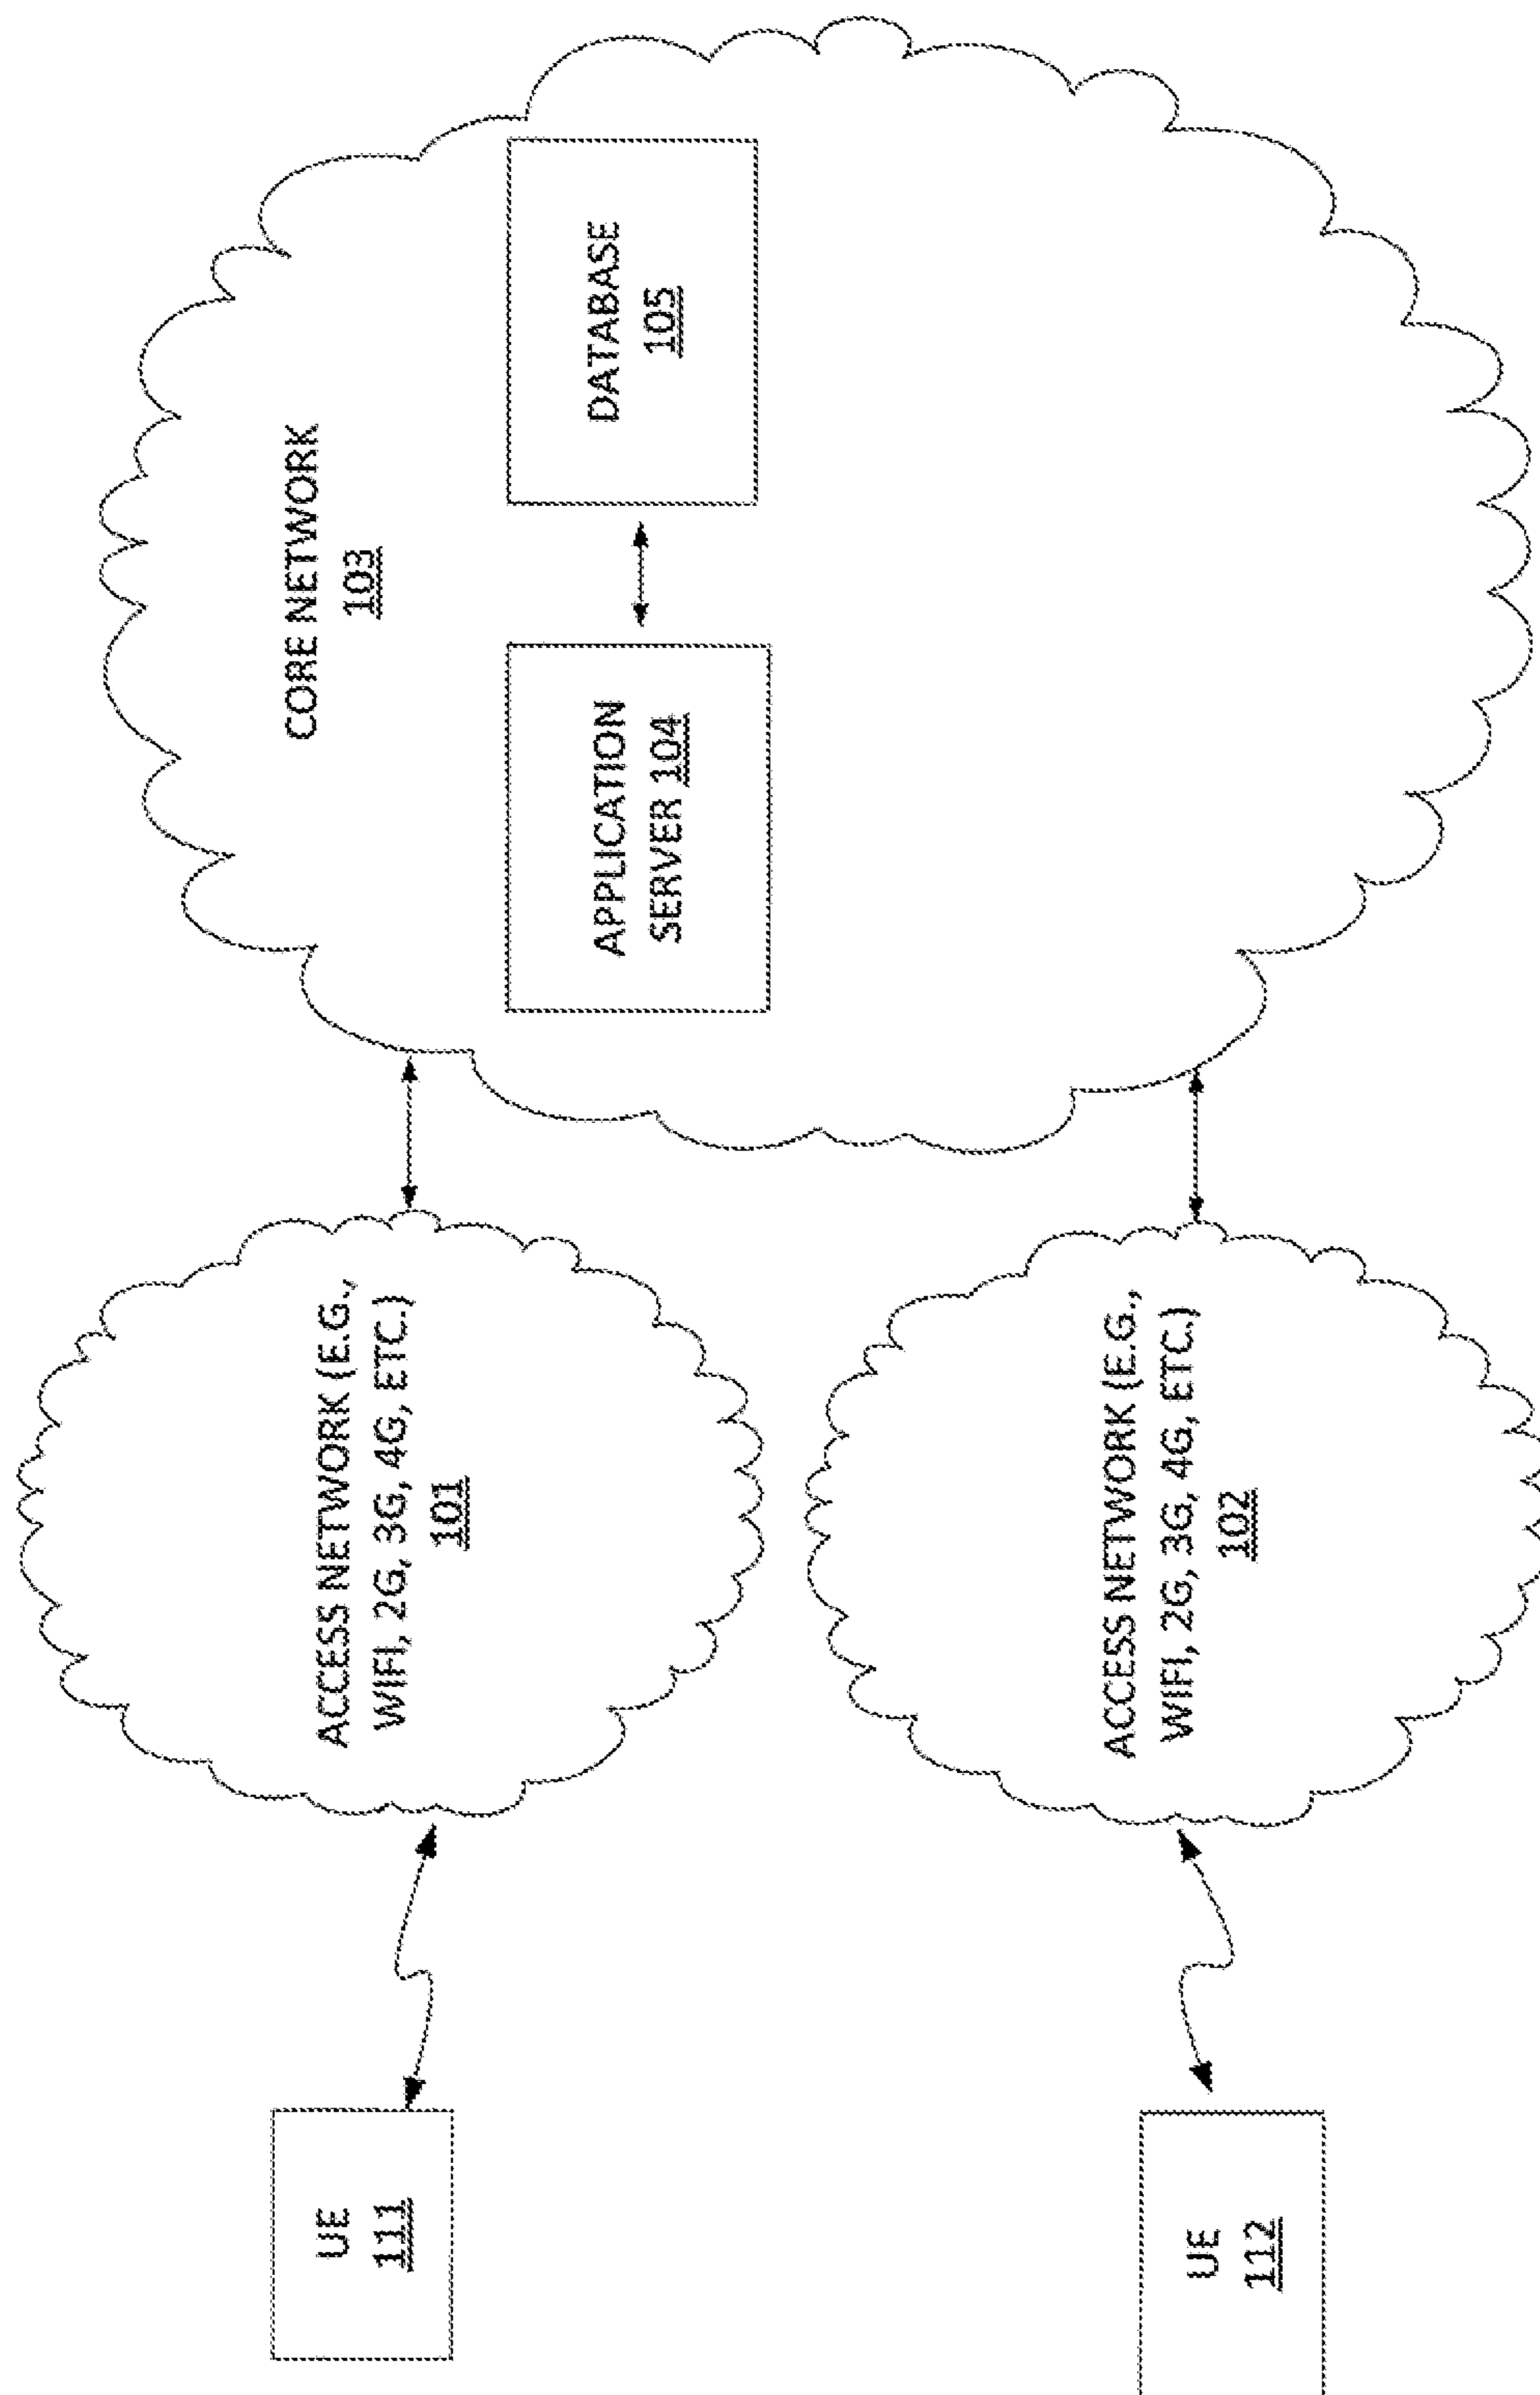 CORE NETWORK
103
APPLICATION
SERVER 104
DATABASE
105
ACCESS NETWORK (E.G.,
WIFI, 2G, 3G, 4G, ETC.)
101
ACCESS NETWORK (E.G.,
WIFI, 2G, 3G, 4G, ETC.)
102
UE
111
UE
112